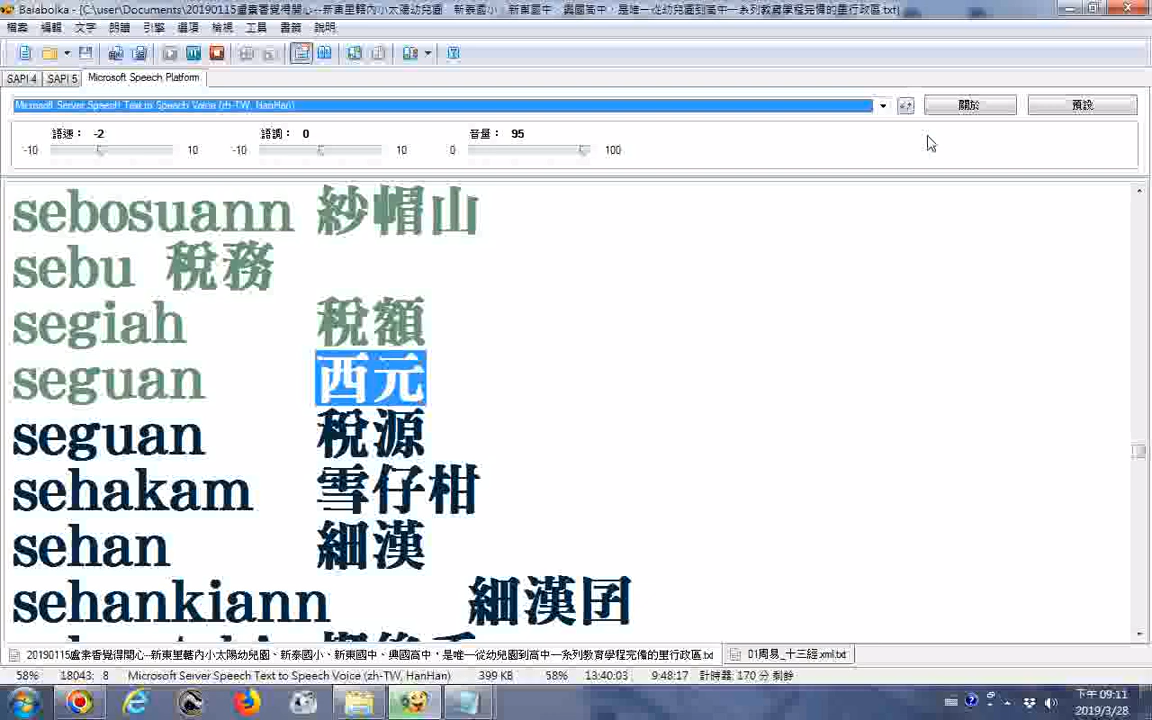 Balabolka - [C:\user\Documents\20190115盧素香覺得開心--新東里轄內小太陽幼兒園、新泰國小、新東國中、興國高中，是唯一從幼兒園到高中一系列教育學程完備的里行政區.txt]
檔案 編輯 文字 朗讀 引擎 選項 檢視 工具 書籤 說明
SAPI 4 SAPI 5 Microsoft Speech Platform
Microsoft Server Speech Text to Speech Voice (zh-TW, HanHan) 關於 預設
語速： -2 語調： 0 音量： 95
-10 10 -10 10 0 100
sebosuann 紗帽山
sebu 稅務
segiah 稅額
seguan 西元
seguan 稅源
sehakam 雪仔柑
sehan 細漢
sehankiann 細漢囝
20190115盧素香覺得開心--新東里轄內小太陽幼兒園、新泰國小、新東國中、興國高中，是唯一從幼兒園到高中一系列教育學程完備的里行政區.txt 01周易_十三經.xml.txt
58% 18043: 8 Microsoft Server Speech Text to Speech Voice (zh-TW, HanHan) 399 KB 58% 13:40:03 9:48:17 計時器: 170 分 剩餘
下午 09:11
2019/3/28